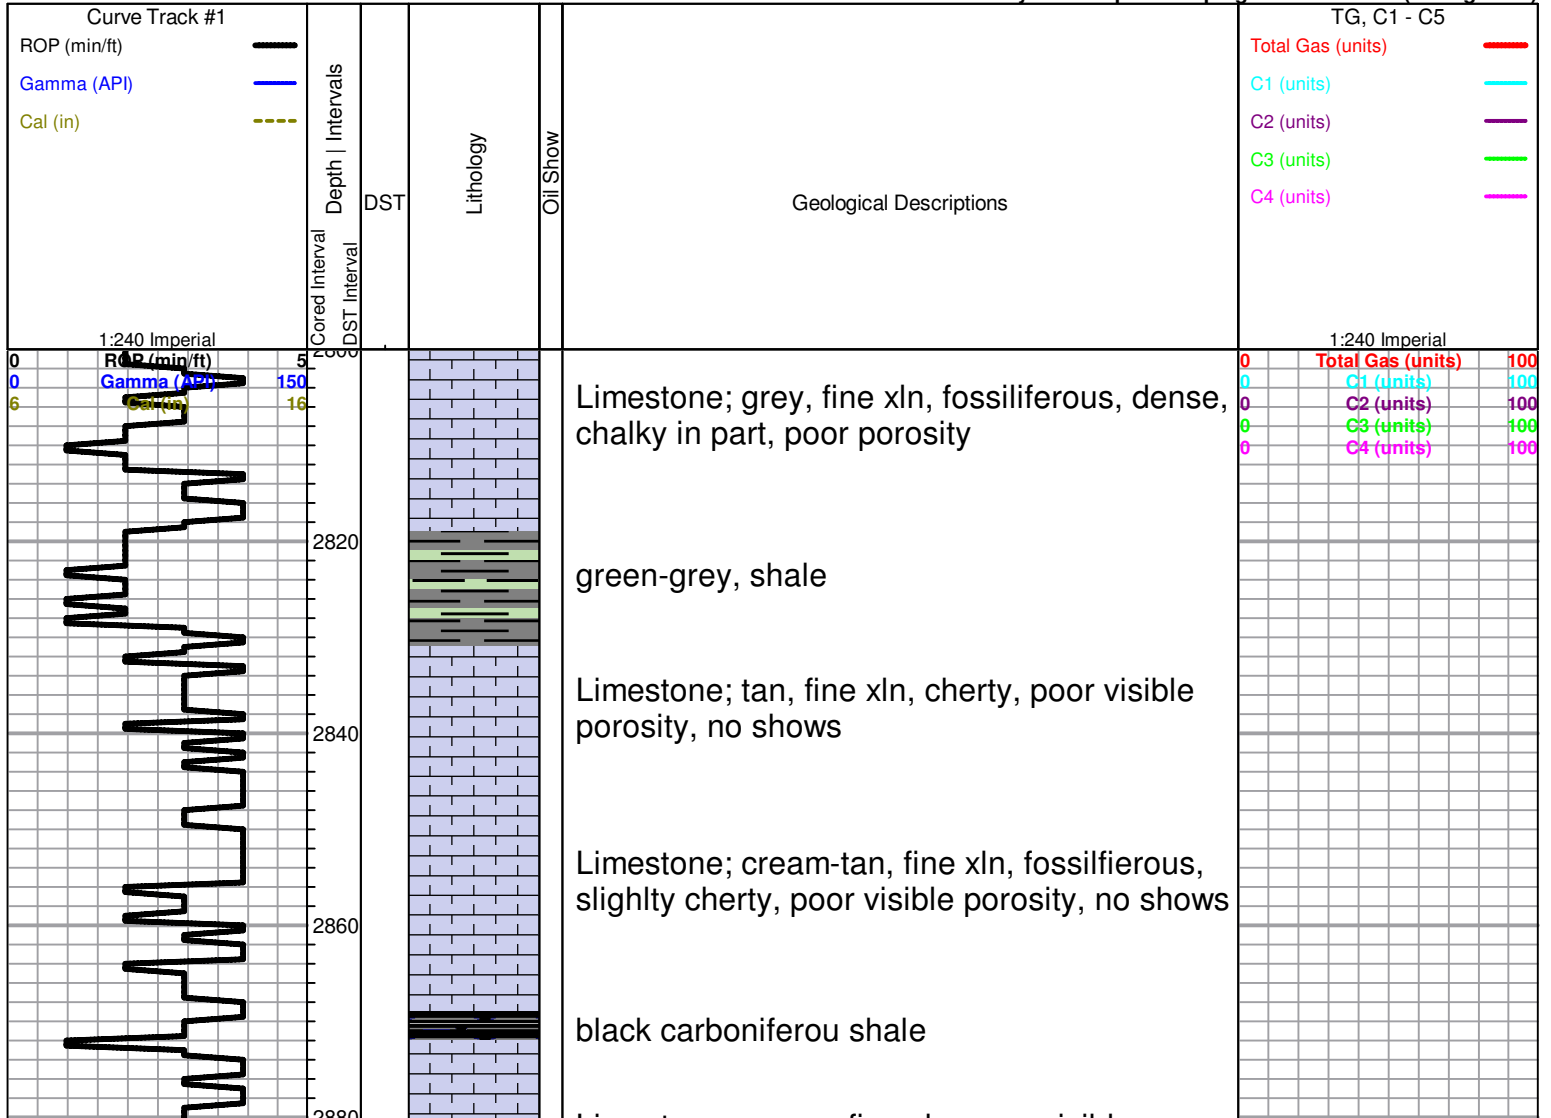 Curve Track #1
ROP (min/ft)
Gamma (API)
Cal (in)
1:240 Imperial
Cored Interval
Depth | Intervals
DST Interval
DST
Lithology
Oil Show
Geological Descriptions
TG, C1 - C5
Total Gas (units)
C1 (units)
C2 (units)
C3 (units)
C4 (units)
1:240 Imperial
0 ROP (min/ft) 5
0 Gamma (API) 150
6 Cal (in) 16
0 Total Gas (units) 100
0 C1 (units) 100
0 C2 (units) 100
0 C3 (units) 100
0 C4 (units) 100
2800
Limestone; grey, fine xln, fossiliferous, dense,
chalky in part, poor porosity
2820
green-grey, shale
Limestone; tan, fine xln, cherty, poor visible
porosity, no shows
2840
Limestone; cream-tan, fine xln, fossilfierous,
slighlty cherty, poor visible porosity, no shows
2860
black carboniferou shale
2880